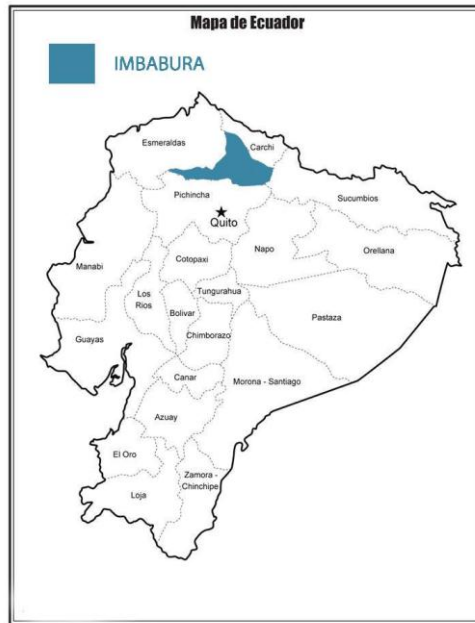 Mapa de Ecuador
IMBABURA
Esmeraldas
Carchi
Pichincha
Sucumbios
Quito
Manabi
Cotopaxi
Napo
Orellana
Los
Rios
Tungurahua
Bolivar
Pastaza
Guayas
Chimborazo
Canar
Morona - Santiago
Azuay
El Oro
Zamora -
Chinchipe
Loja